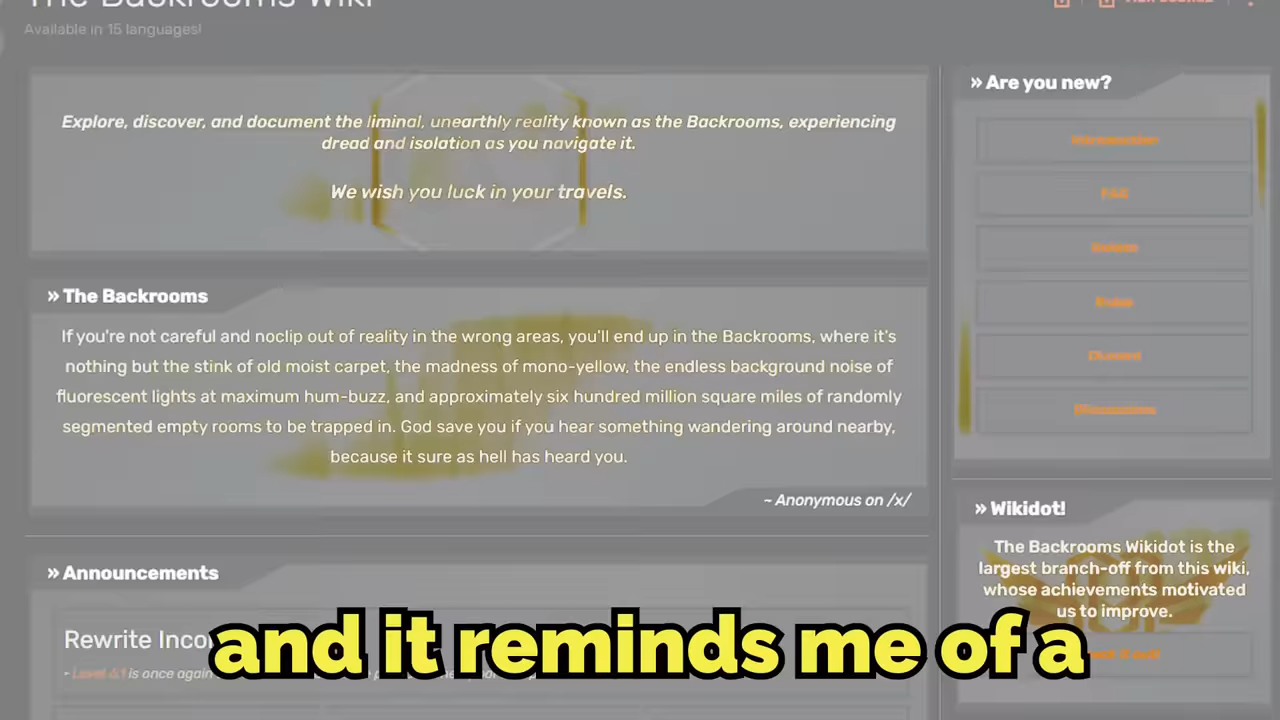 The Backrooms Wiki
Available in 15 languages!
Explore, discover, and document the liminal, unearthly reality known as the Backrooms, experiencing
dread and isolation as you navigate it.
We wish you luck in your travels.
» The Backrooms
If you're not careful and noclip out of reality in the wrong areas, you'll end up in the Backrooms, where it's
nothing but the stink of old moist carpet, the madness of mono-yellow, the endless background noise of
fluorescent lights at maximum hum-buzz, and approximately six hundred million square miles of randomly
segmented empty rooms to be trapped in. God save you if you hear something wandering around nearby,
because it sure as hell has heard you.
~ Anonymous on /x/
» Announcements
Rewrite
is once again
» Are you new?
» Wikidot!
The Backrooms Wikidot is the
largest branch-off from this wiki,
whose achievements motivated
us to improve.
and it reminds me of a